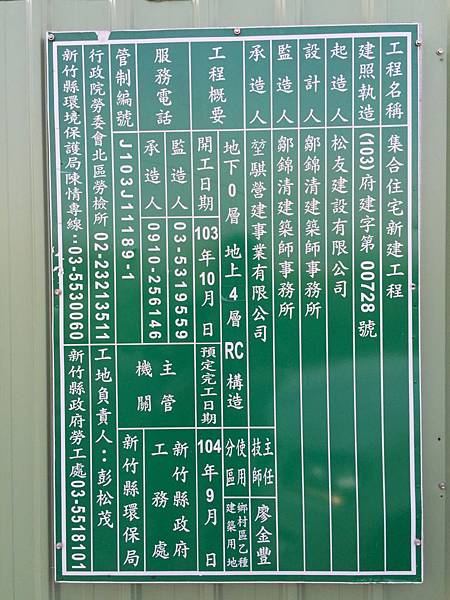 工程名稱 集合住宅新建工程
建照執造 (103)府建字第 00728 號
起造人 松友建設有限公司
設計人 鄒錦清建築師事務所
監造人 鄒錦清建築師事務所
承造人 堃騏營建事業有限公司 主任技師 廖金豐
工程概要 地下0層 地上4層 RC 構造 使用分區 鄉村區乙種建築用地
開工日期 103年10月 日 預定完工日期 104年9月 日
服務電話 監造人 03-5319559
承造人 0910-256146
主管機關 新竹縣政府工務處
新竹縣環保局
管制編號 J103J11189-1
行政院勞委會北區勞檢所 02-23213511 工地負責人:彭松茂
新竹縣環境保護局陳情專線:03-5530060 新竹縣政府勞工處03-5518101